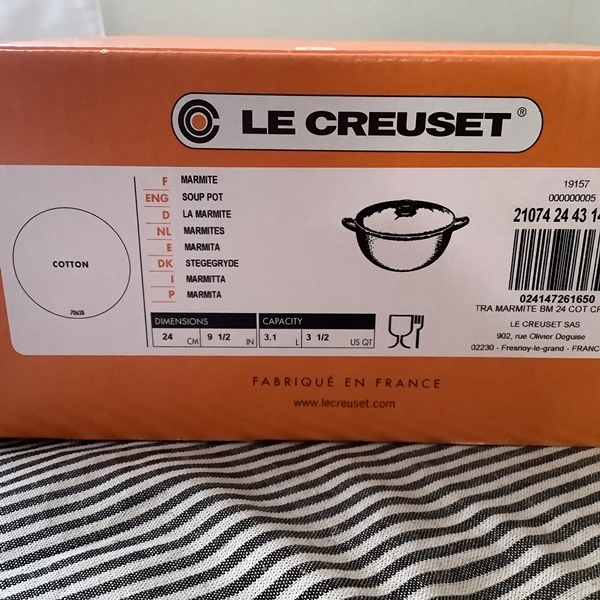 LE CREUSET®
COTTON
70638
F MARMITE
ENG SOUP POT
D LA MARMITE
NL MARMITES
E MARMITA
DK STEGEGRYDE
I MARMITTA
P MARMITA
DIMENSIONS CAPACITY
24 CM 9 1/2 IN 3.1 L 3 1/2 US QT
19157
000000005
21074 24 43
024147261650
TRA MARMITE BM 24 COT
LE CREUSET SAS
902, rue Olivier Deguise
02230 - Fresnoy-le-grand - FRANC
FABRIQUÉ EN FRANCE
www.lecreuset.com